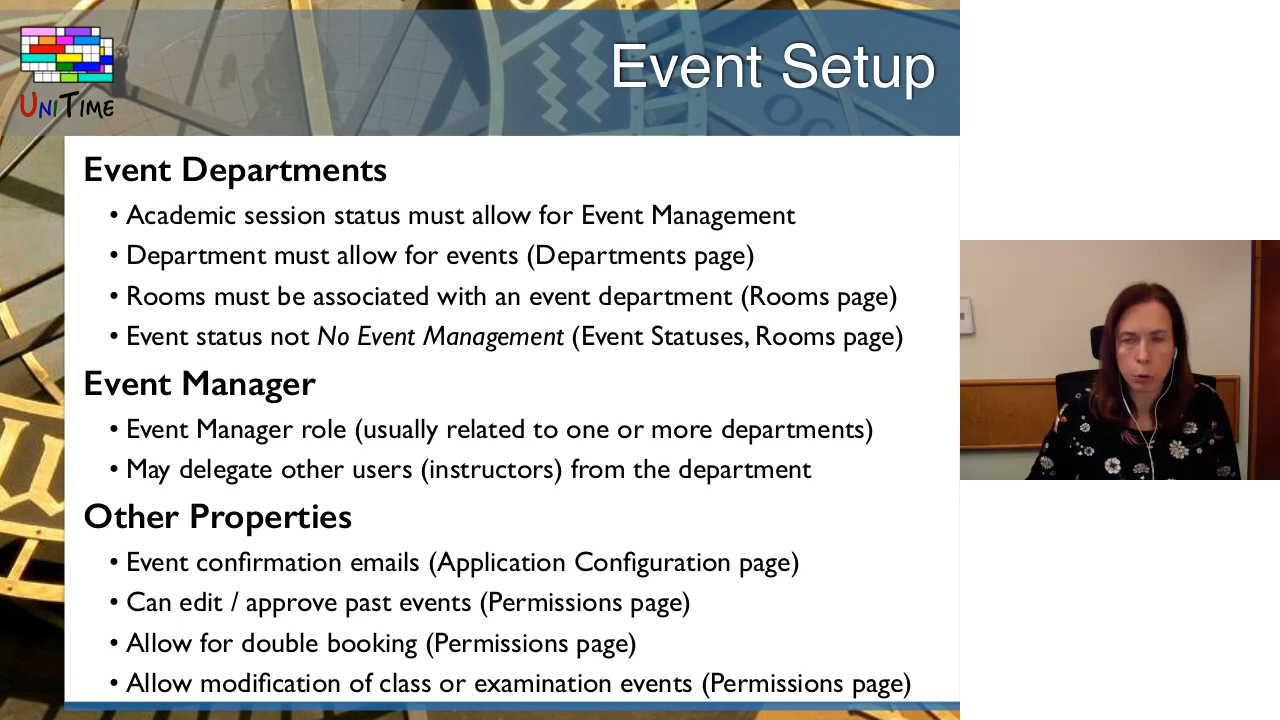 UNITIME
Event Setup
Event Departments
• Academic session status must allow for Event Management
• Department must allow for events (Departments page)
• Rooms must be associated with an event department (Rooms page)
• Event status not No Event Management (Event Statuses, Rooms page)
Event Manager
• Event Manager role (usually related to one or more departments)
• May delegate other users (instructors) from the department
Other Properties
• Event confirmation emails (Application Configuration page)
• Can edit / approve past events (Permissions page)
• Allow for double booking (Permissions page)
• Allow modification of class or examination events (Permissions page)